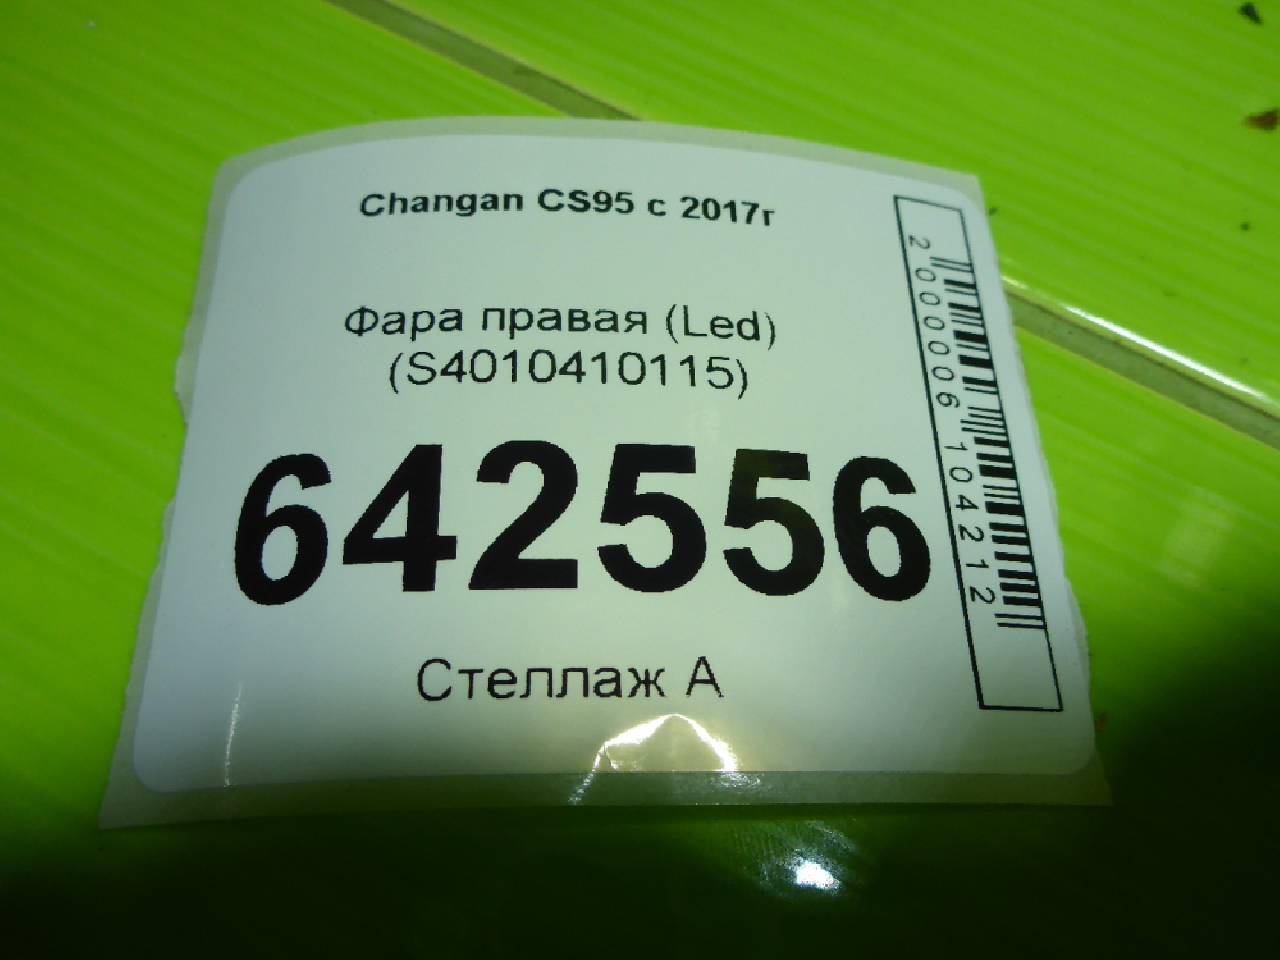 Changan CS95 с 2017г
Фара правая (Led)
(S4010410115)
642556
Стеллаж А
2000006104212